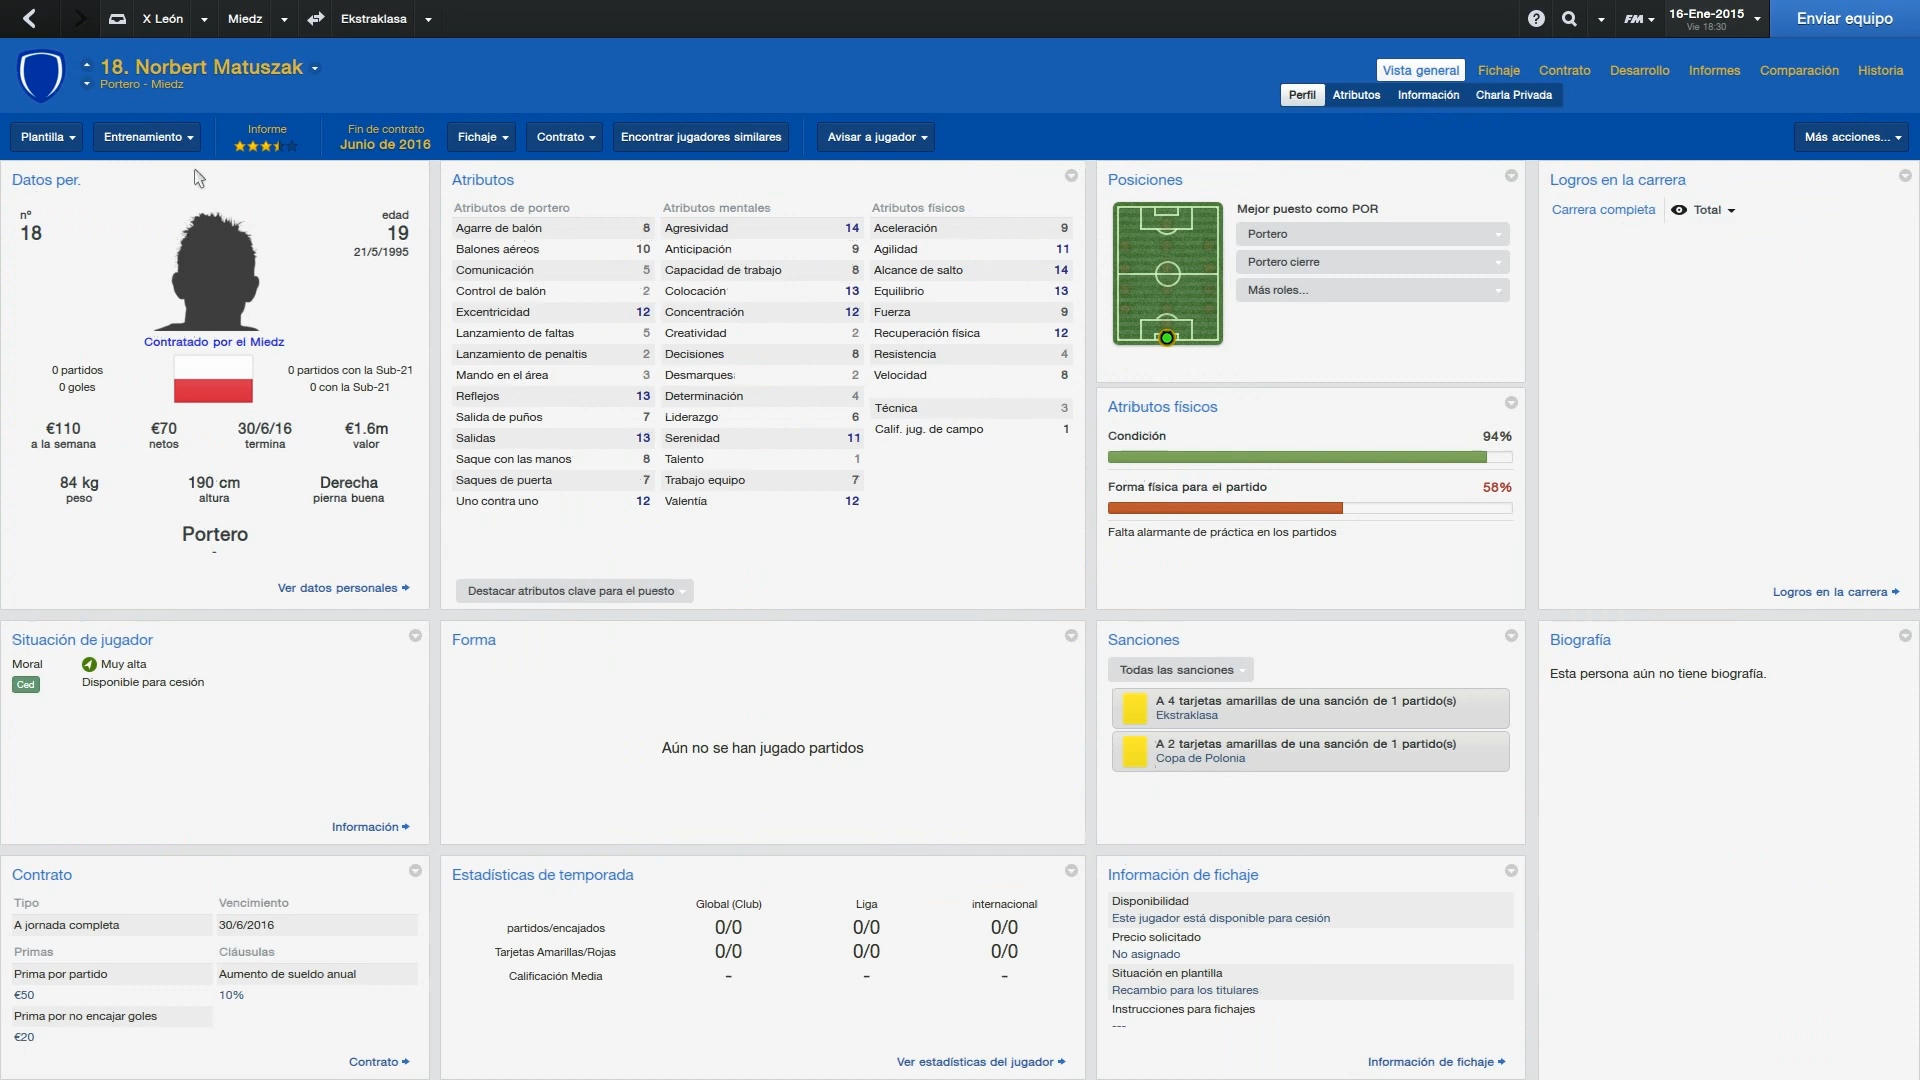 X León
Miedz
Ekstraklasa
?
FM
16-Ene-2015
Vie 18:30
Enviar equipo
18. Norbert Matuszak
Portero - Miedz
Vista general
Fichaje
Contrato
Desarrollo
Informes
Comparación
Historia
Perfil
Atributos
Información
Charla Privada
Plantilla
Entrenamiento
Informe
Fin de contrato
Junio de 2016
Fichaje
Contrato
Encontrar jugadores similares
Avisar a jugador
Más acciones...
Datos per.
nº
18
edad
19
21/5/1995
Contratado por el Miedz
0 partidos
0 goles
0 partidos con la Sub-21
0 con la Sub-21
€110
a la semana
€70
netos
30/6/16
termina
€1.6m
valor
84 kg
peso
190 cm
altura
Derecha
pierna buena
Portero
-
Ver datos personales
Atributos
Atributos de portero
Agarre de balón 8
Balones aéreos 10
Comunicación 5
Control de balón 2
Excentricidad 12
Lanzamiento de faltas 5
Lanzamiento de penaltis 2
Mando en el área 3
Reflejos 13
Salida de puños 7
Salidas 13
Saque con las manos 8
Saques de puerta 7
Uno contra uno 12
Atributos mentales
Agresividad 14
Anticipación 9
Capacidad de trabajo 8
Colocación 13
Concentración 12
Creatividad 2
Decisiones 8
Desmarques 2
Determinación 4
Liderazgo 6
Serenidad 11
Talento 1
Trabajo equipo 7
Valentía 12
Atributos físicos
Aceleración 9
Agilidad 11
Alcance de salto 14
Equilibrio 13
Fuerza 9
Recuperación física 12
Resistencia 4
Velocidad 8
Técnica 3
Calif. jug. de campo 1
Destacar atributos clave para el puesto
Posiciones
Mejor puesto como POR
Portero
Portero cierre
Más roles...
Atributos físicos
Condición 94%
Forma física para el partido 58%
Falta alarmante de práctica en los partidos
Logros en la carrera
Carrera completa
Total
Logros en la carrera
Situación de jugador
Moral Muy alta
Ced Disponible para cesión
Información
Forma
Aún no se han jugado partidos
Sanciones
Todas las sanciones
A 4 tarjetas amarillas de una sanción de 1 partido(s)
Ekstraklasa
A 2 tarjetas amarillas de una sanción de 1 partido(s)
Copa de Polonia
Biografía
Esta persona aún no tiene biografía.
Contrato
Tipo Vencimiento
A jornada completa 30/6/2016
Primas Cláusulas
Prima por partido Aumento de sueldo anual
€50 10%
Prima por no encajar goles
€20
Contrato
Estadísticas de temporada
Global (Club) Liga internacional
partidos/encajados 0/0 0/0 0/0
Tarjetas Amarillas/Rojas 0/0 0/0 0/0
Calificación Media - - -
Ver estadísticas del jugador
Información de fichaje
Disponibilidad
Este jugador está disponible para cesión
Precio solicitado
No asignado
Situación en plantilla
Recambio para los titulares
Instrucciones para fichajes
---
Información de fichaje